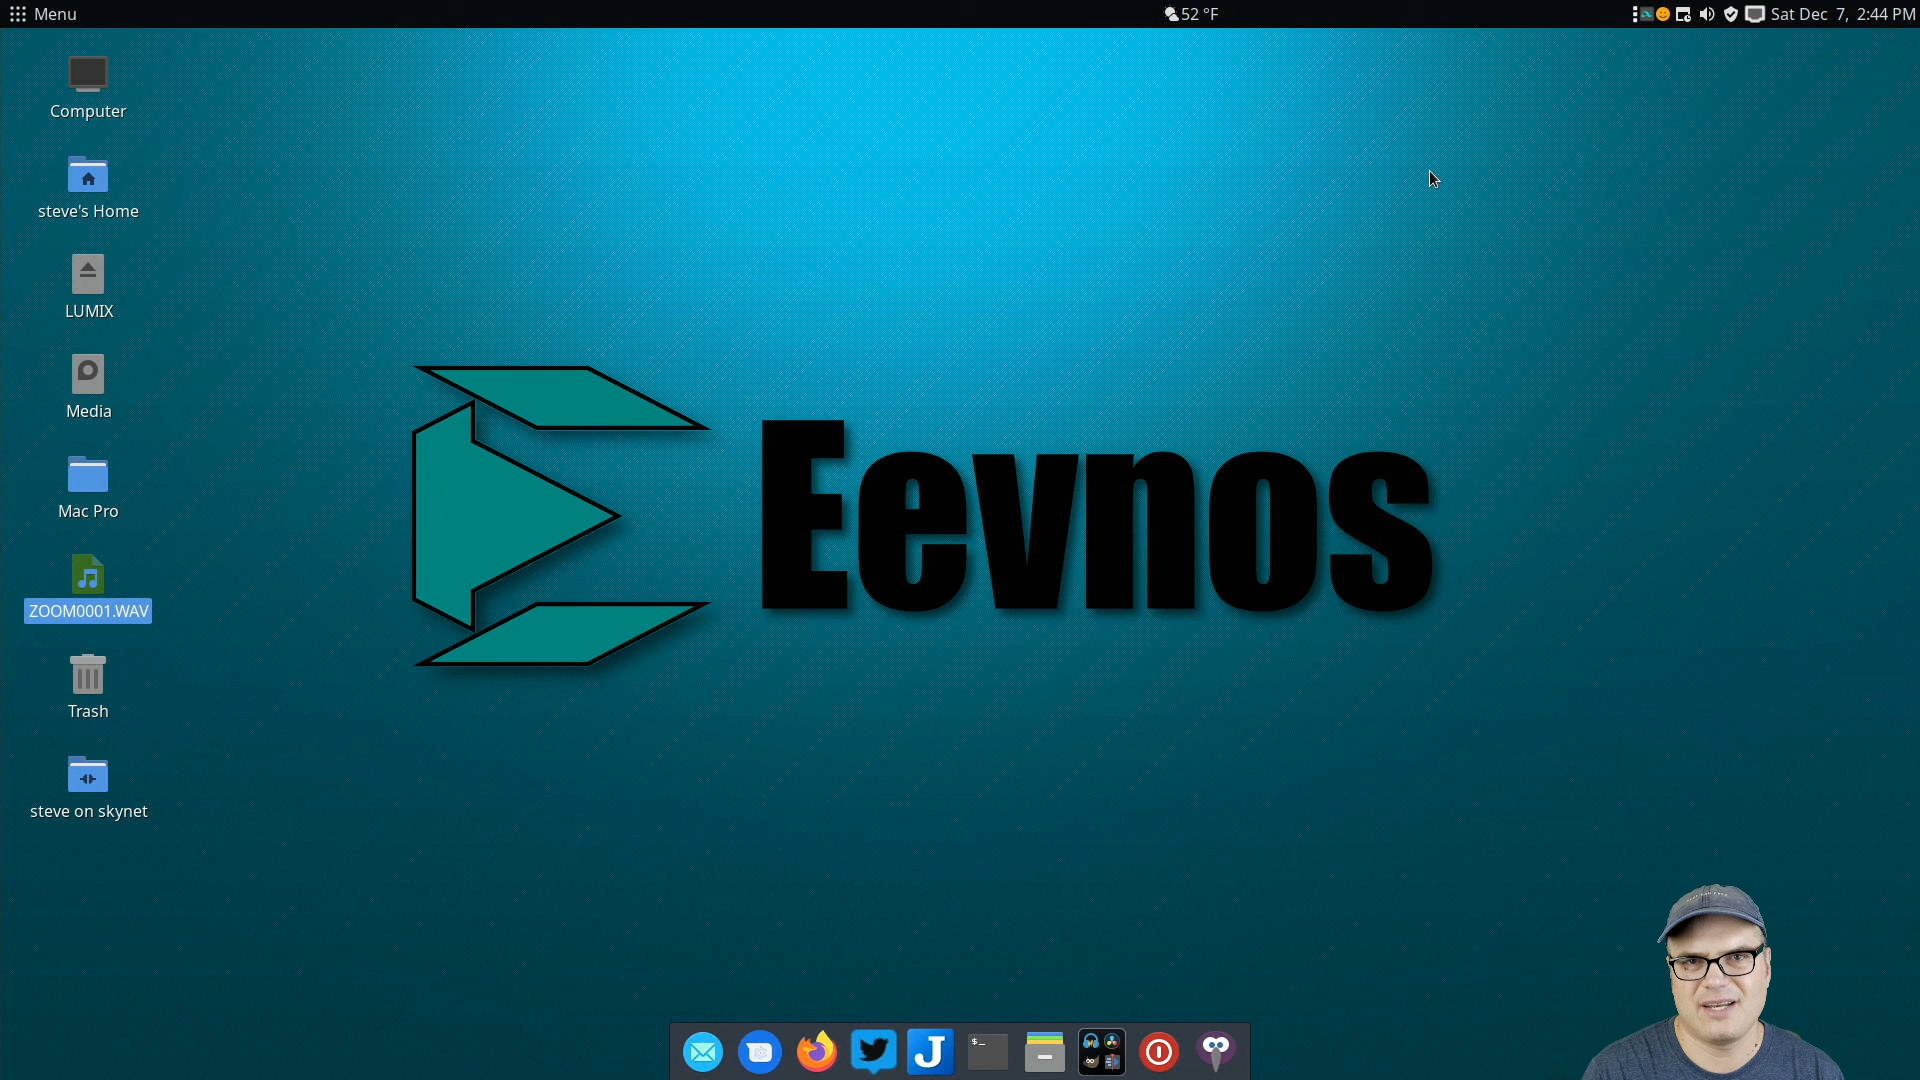 Menu
52 °F
Sat Dec 7, 2:44 PM
Computer
steve's Home
LUMIX
Media
Mac Pro
ZOOM0001.WAV
Trash
steve on skynet
Eevnos
J
$_